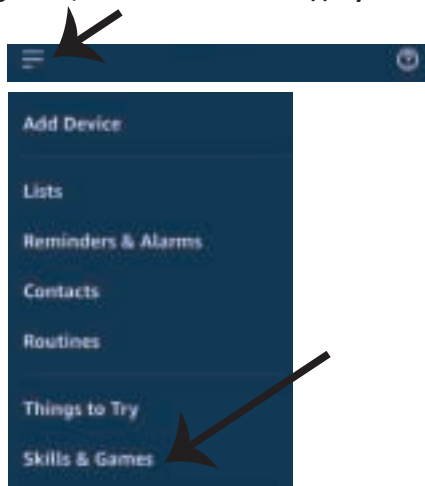 Add Device
Lists
Reminders & Alarms
Contacts
Routines
Things to Try
Skills & Games